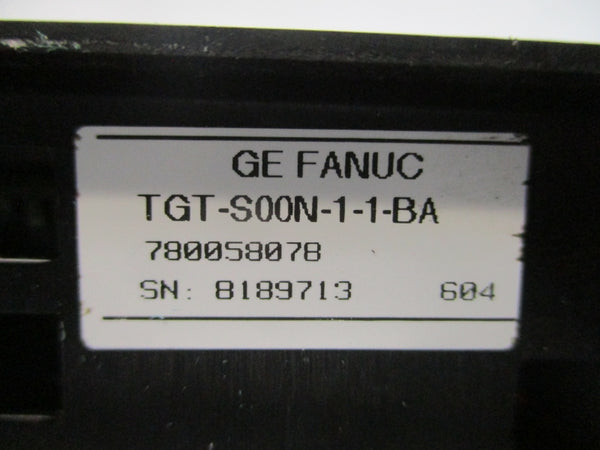 GE FANUC
TGT-S00N-1-1-BA
780058078
SN: 8189713 604